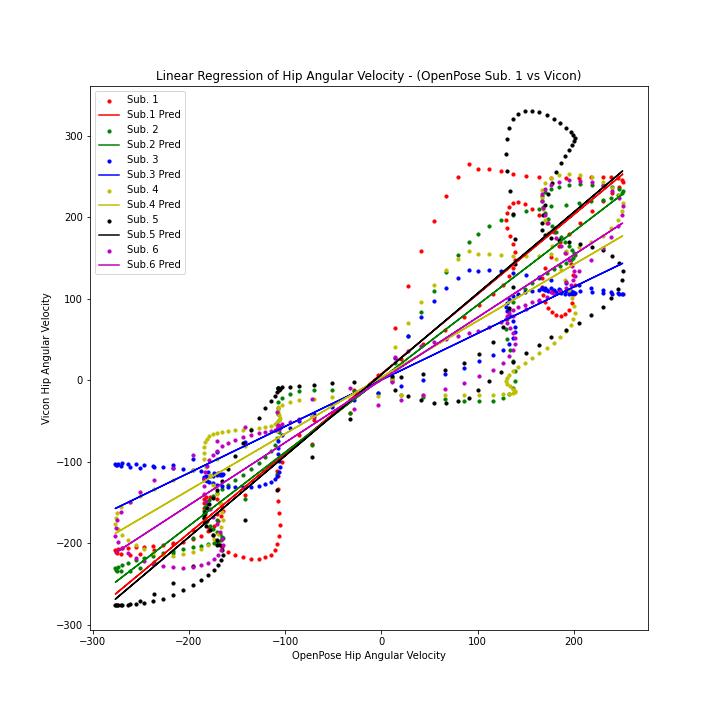 Linear Regression of Hip Angular Velocity - (OpenPose Sub. 1 vs Vicon)
Sub. 1
Sub.1 Pred
Sub. 2
Sub.2 Pred
Sub. 3
Sub.3 Pred
Sub. 4
Sub.4 Pred
Sub. 5
Sub.5 Pred
Sub. 6
Sub.6 Pred
Vicon Hip Angular Velocity
300
200
100
0
−100
−200
−300
−300 −200 −100 0 100 200
OpenPose Hip Angular Velocity